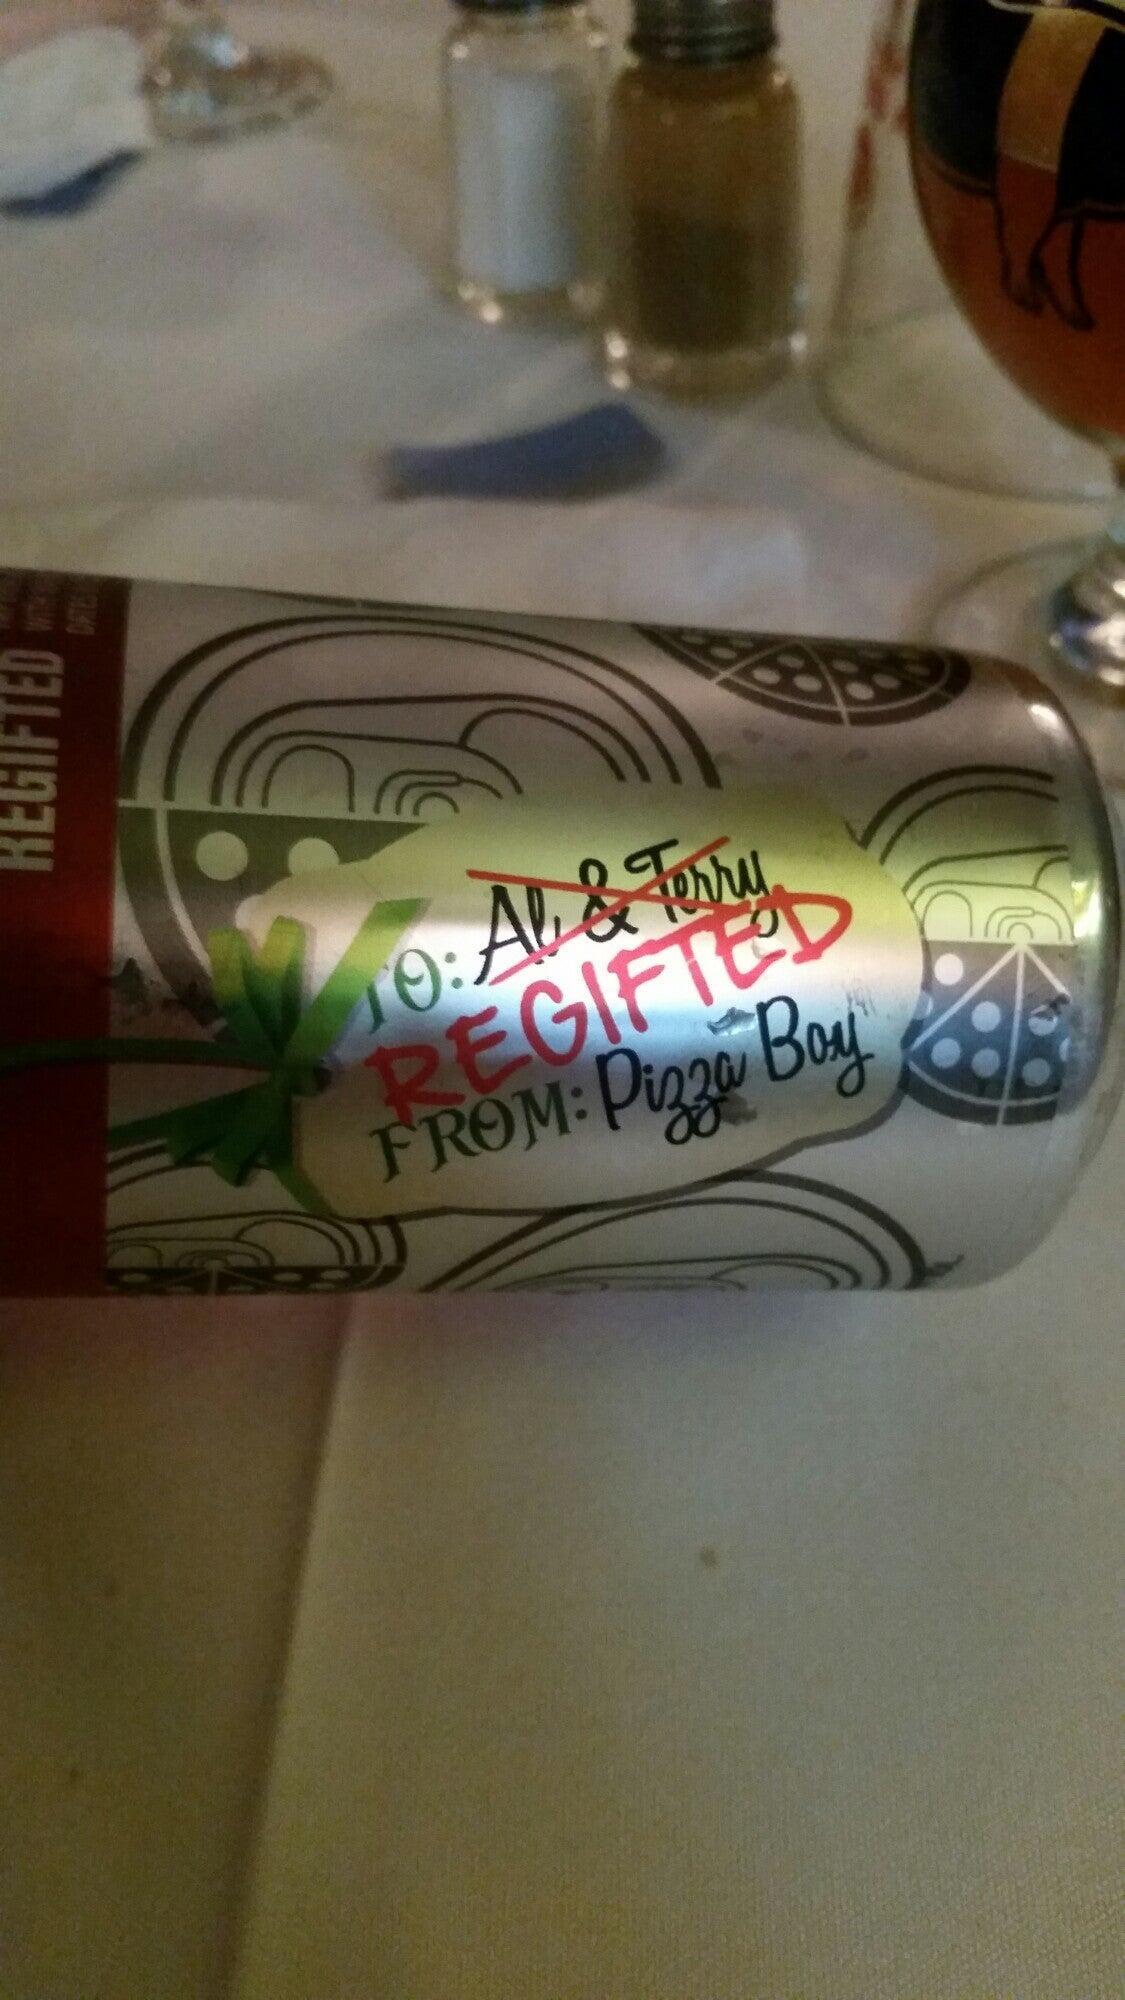 REGIFTED
TO: Al & Terry
REGIFTED
FROM: Pizza Boy